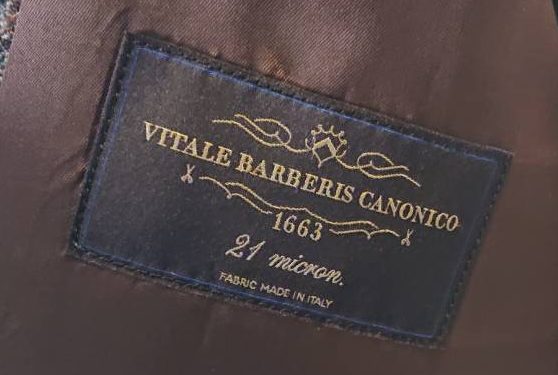 VITALE BARBERIS CANONICO
1663
21 micron.
FABRIC MADE IN ITALY